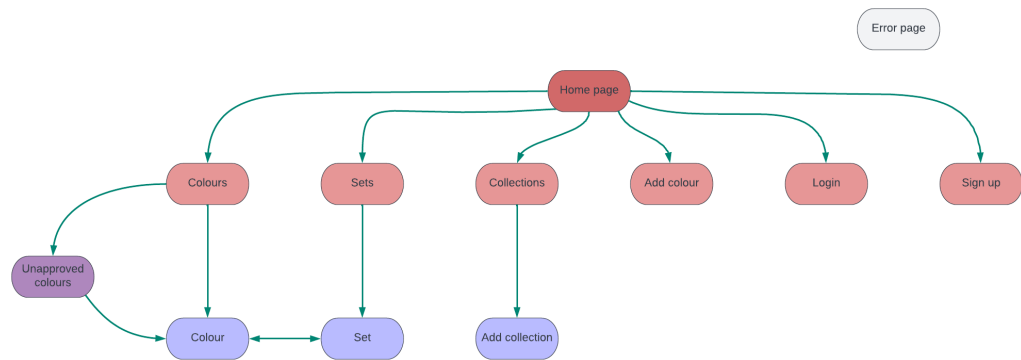 Error page
Home page
Colours
Sets
Collections
Add colour
Login
Sign up
Unapproved
colours
Colour
Set
Add collection